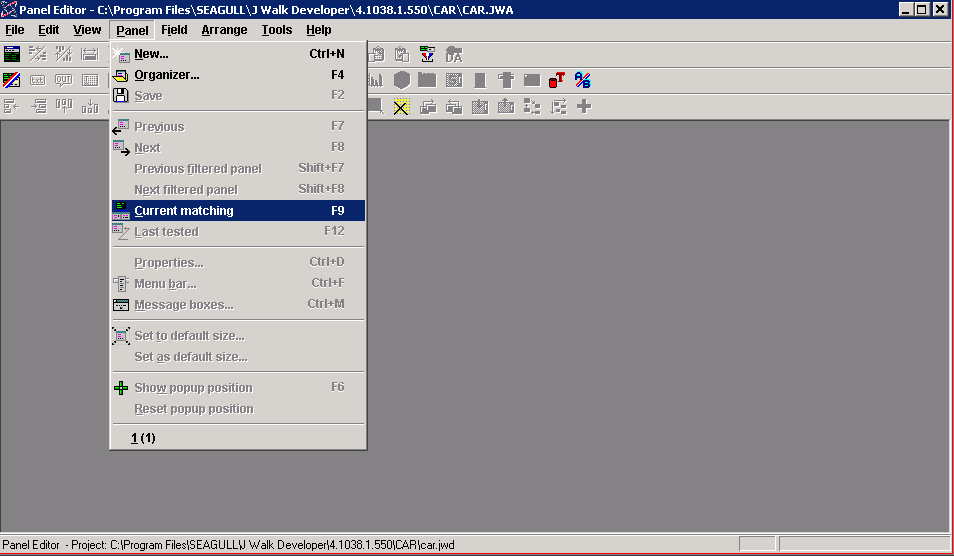 Panel Editor - C:\Program Files\SEAGULL\J Walk Developer\4.1038.1.550\CAR\CAR.JWA
File Edit View Panel Field Arrange Tools Help
New... Ctrl+N
Organizer... F4
Save F2
Previous F7
Next F8
Previous filtered panel Shift+F7
Next filtered panel Shift+F8
Current matching F9
Last tested F12
Properties... Ctrl+D
Menu bar... Ctrl+F
Message boxes... Ctrl+M
Set to default size...
Set as default size...
Show popup position F6
Reset popup position
1 (1)
txt OUT
DA
T
A/B
Panel Editor - Project: C:\Program Files\SEAGULL\J Walk Developer\4.1038.1.550\CAR\car.jwd